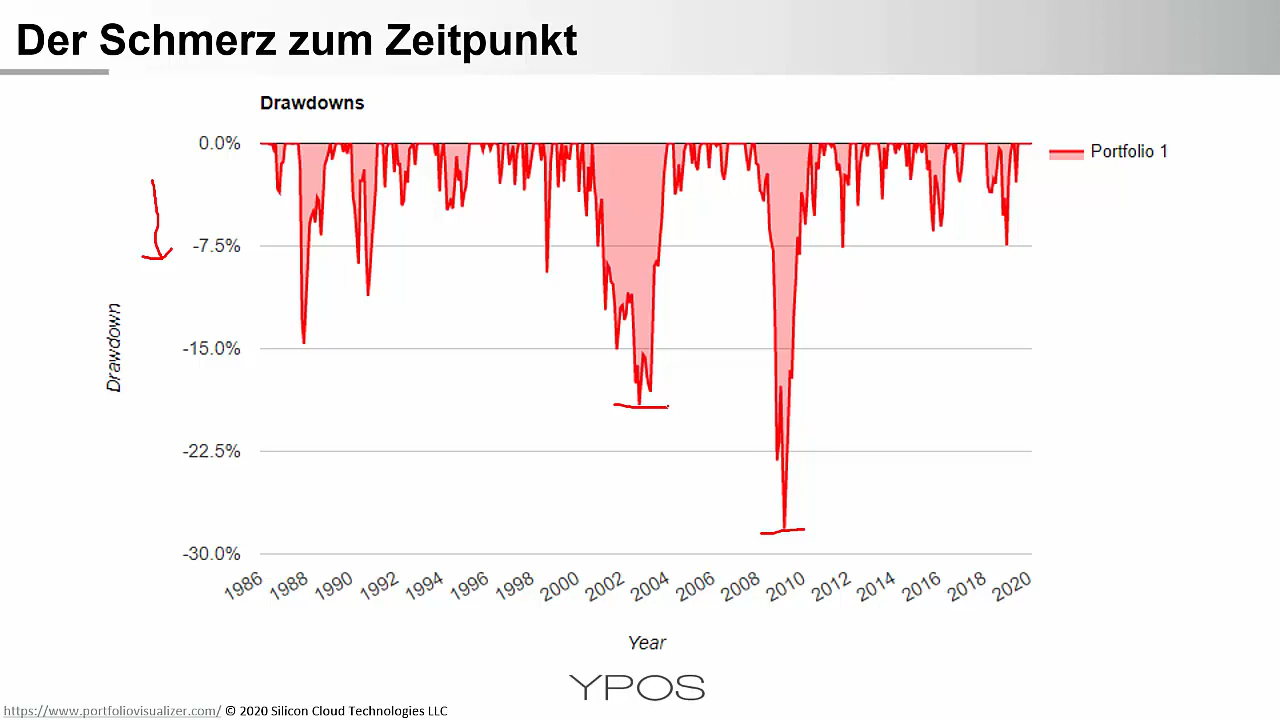 Der Schmerz zum Zeitpunkt
Drawdowns
0.0%
-7.5%
-15.0%
-22.5%
-30.0%
Drawdown
Portfolio 1
1986 1988 1990 1992 1994 1996 1998 2000 2002 2004 2006 2008 2010 2012 2014 2016 2018 2020
Year
YPOS
https://www.portfoliovisualizer.com/ © 2020 Silicon Cloud Technologies LLC